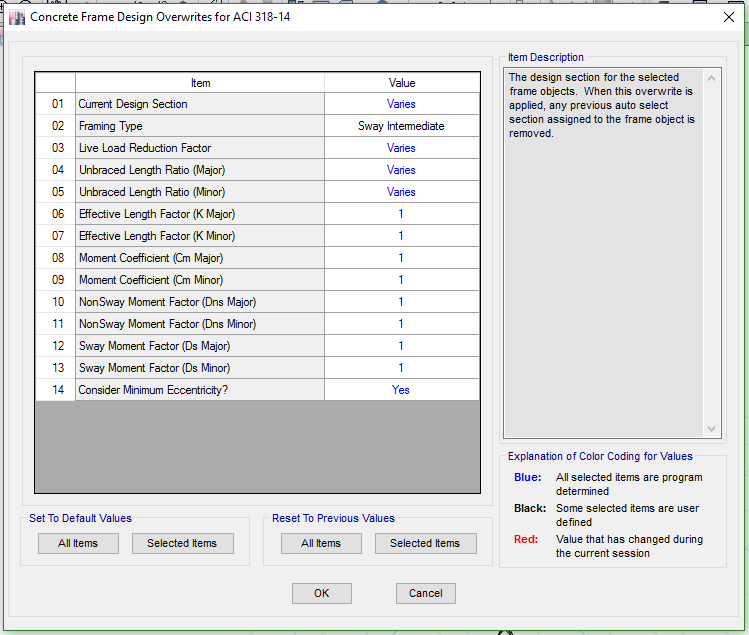 Concrete Frame Design Overwrites for ACI 318-14
Item Value
01 Current Design Section Varies
02 Framing Type Sway Intermediate
03 Live Load Reduction Factor Varies
04 Unbraced Length Ratio (Major) Varies
05 Unbraced Length Ratio (Minor) Varies
06 Effective Length Factor (K Major) 1
07 Effective Length Factor (K Minor) 1
08 Moment Coefficient (Cm Major) 1
09 Moment Coefficient (Cm Minor) 1
10 NonSway Moment Factor (Dns Major) 1
11 NonSway Moment Factor (Dns Minor) 1
12 Sway Moment Factor (Ds Major) 1
13 Sway Moment Factor (Ds Minor) 1
14 Consider Minimum Eccentricity? Yes
Item Description
The design section for the selected
frame objects. When this overwrite is
applied, any previous auto select
section assigned to the frame object is
removed.
Explanation of Color Coding for Values
Blue: All selected items are program
determined
Black: Some selected items are user
defined
Red: Value that has changed during
the current session
Set To Default Values
All Items Selected Items
Reset To Previous Values
All Items Selected Items
OK Cancel